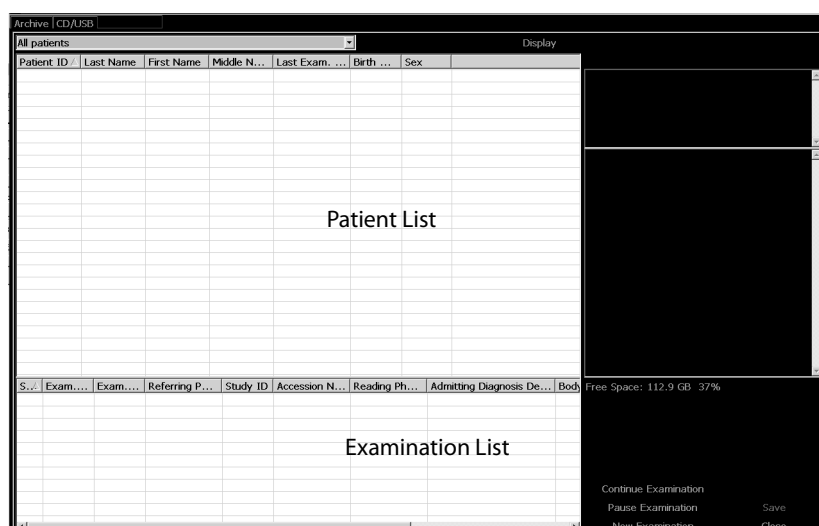 Archive CD/USB
All patients Display
Patient ID Last Name First Name Middle N... Last Exam. ... Birth ... Sex
Patient List
S... Exam.... Exam.... Referring P... Study ID Accession N... Reading Ph... Admitting Diagnosis De... Body
Free Space: 112.9 GB 37%
Examination List
Continue Examination
Pause Examination Save
New Examination Close